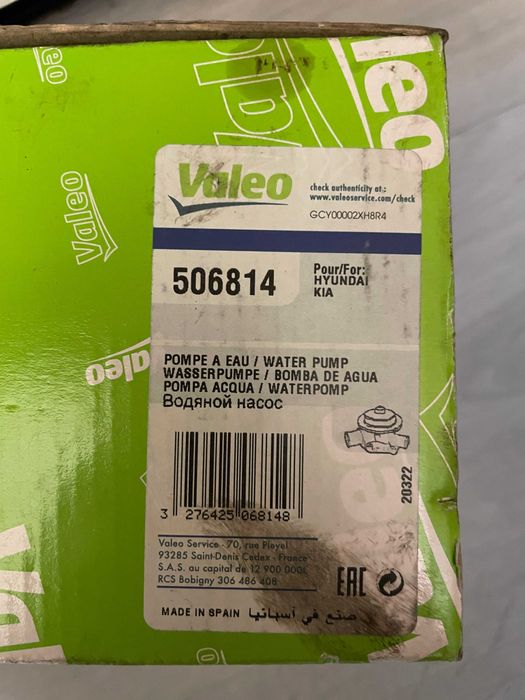 Valeo
Valeo
Valeo
check authenticity at.:
www.valeoservice.com/check
GCY00002XH8R4
506814
Pour/For:
HYUNDAI
KIA
POMPE A EAU / WATER PUMP
WASSERPUMPE / BOMBA DE AGUA
POMPA ACQUA / WATERPOMP
Водяной насос
20322
3 276425 068148
Valeo Service - 70, rue Pleyel
93285 Saint-Denis Cedex - France
S.A.S. au capital de 12 900 000€
RCS Bobigny 306 486 408
EAC
MADE IN SPAIN صنع في أسبانيا